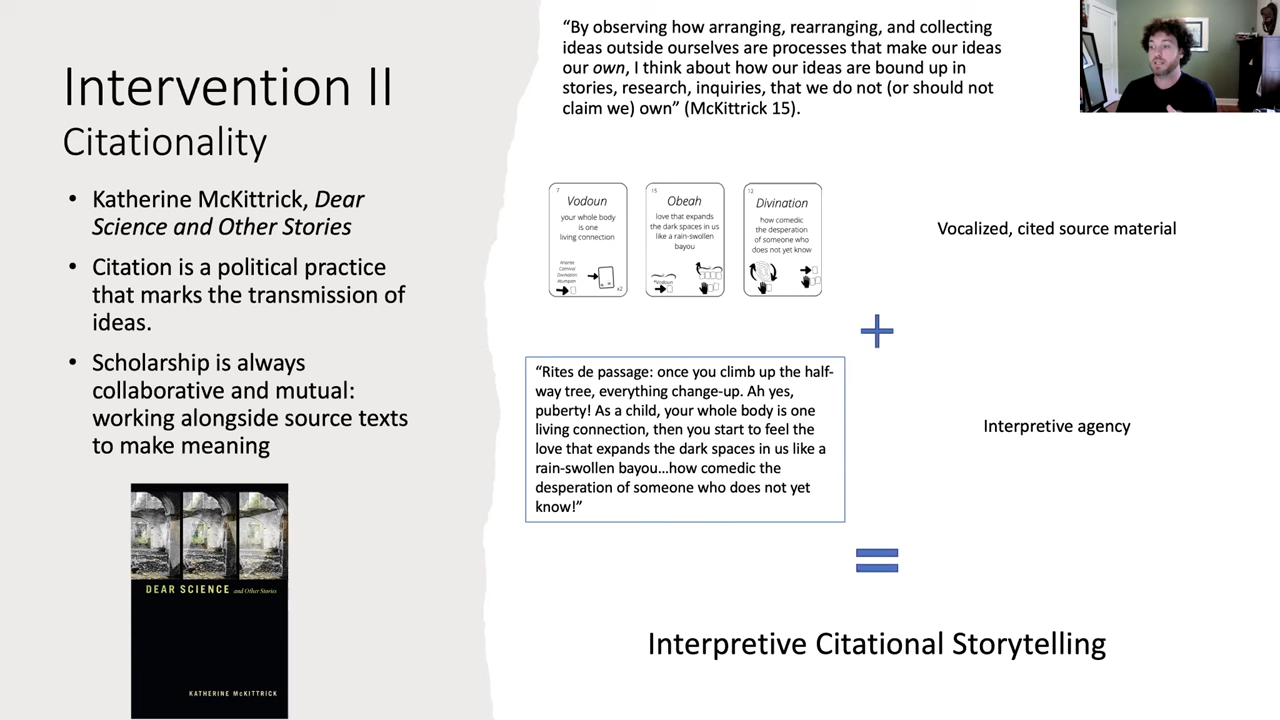 Intervention II
Citationality
• Katherine McKittrick, Dear
Science and Other Stories
• Citation is a political practice
that marks the transmission of
ideas.
• Scholarship is always
collaborative and mutual:
working alongside source texts
to make meaning
DEAR SCIENCE and Other Stories
KATHERINE McKITTRICK
“By observing how arranging, rearranging, and collecting
ideas outside ourselves are processes that make our ideas
our own, I think about how our ideas are bound up in
stories, research, inquiries, that we do not (or should not
claim we) own” (McKittrick 15).
7
Vodoun
your whole body
is one
living connection
Carnival
Divination
x2
15
Obeah
love that expands
the dark spaces in us
like a rain-swollen
bayou
*Vodoun
12
Divination
how comedic
the desperation
of someone who
does not yet know
Vocalized, cited source material
+
“Rites de passage: once you climb up the half-
way tree, everything change-up. Ah yes,
puberty! As a child, your whole body is one
living connection, then you start to feel the
love that expands the dark spaces in us like a
rain-swollen bayou…how comedic the
desperation of someone who does not yet
know!”
Interpretive agency
=
Interpretive Citational Storytelling